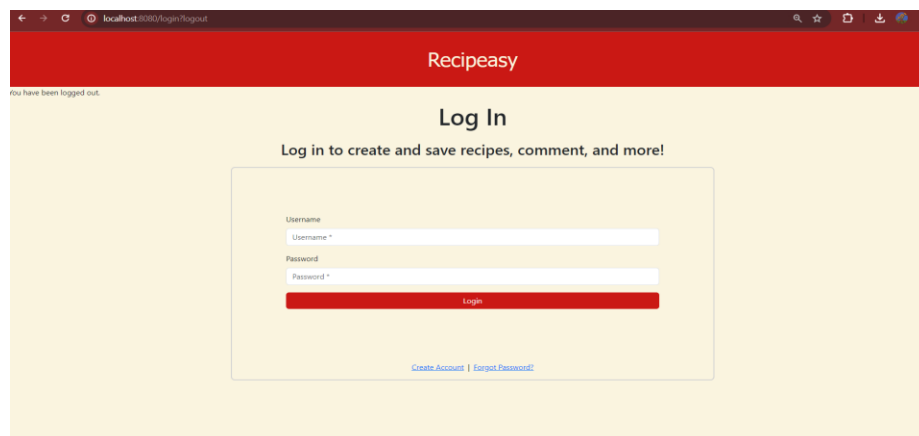 localhost:8080/login?logout
Recipeasy
You have been logged out.
Log In
Log in to create and save recipes, comment, and more!
Username
Username *
Password
Password *
Login
Create Account | Forgot Password?